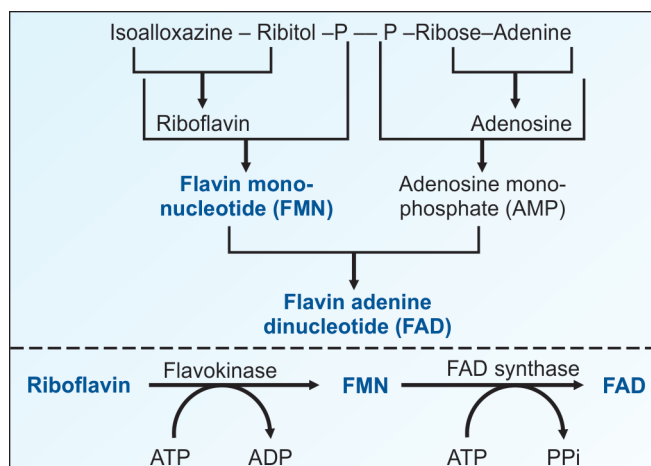 Isoalloxazine – Ribitol –P — P –Ribose–Adenine
Riboflavin
Adenosine
Flavin mono-
nucleotide (FMN)
Adenosine mono-
phosphate (AMP)
Flavin adenine
dinucleotide (FAD)
Riboflavin
Flavokinase
FMN
FAD synthase
FAD
ATP
ADP
ATP
PPi